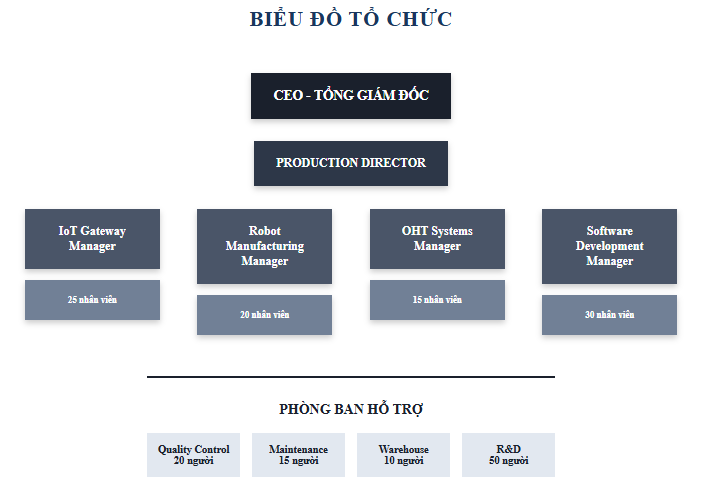 BIỂU ĐỒ TỔ CHỨC
CEO - TỔNG GIÁM ĐỐC
PRODUCTION DIRECTOR
IoT Gateway
Manager
25 nhân viên
Robot
Manufacturing
Manager
20 nhân viên
OHT Systems
Manager
15 nhân viên
Software
Development
Manager
30 nhân viên
PHÒNG BAN HỖ TRỢ
Quality Control
20 người
Maintenance
15 người
Warehouse
10 người
R&D
50 người